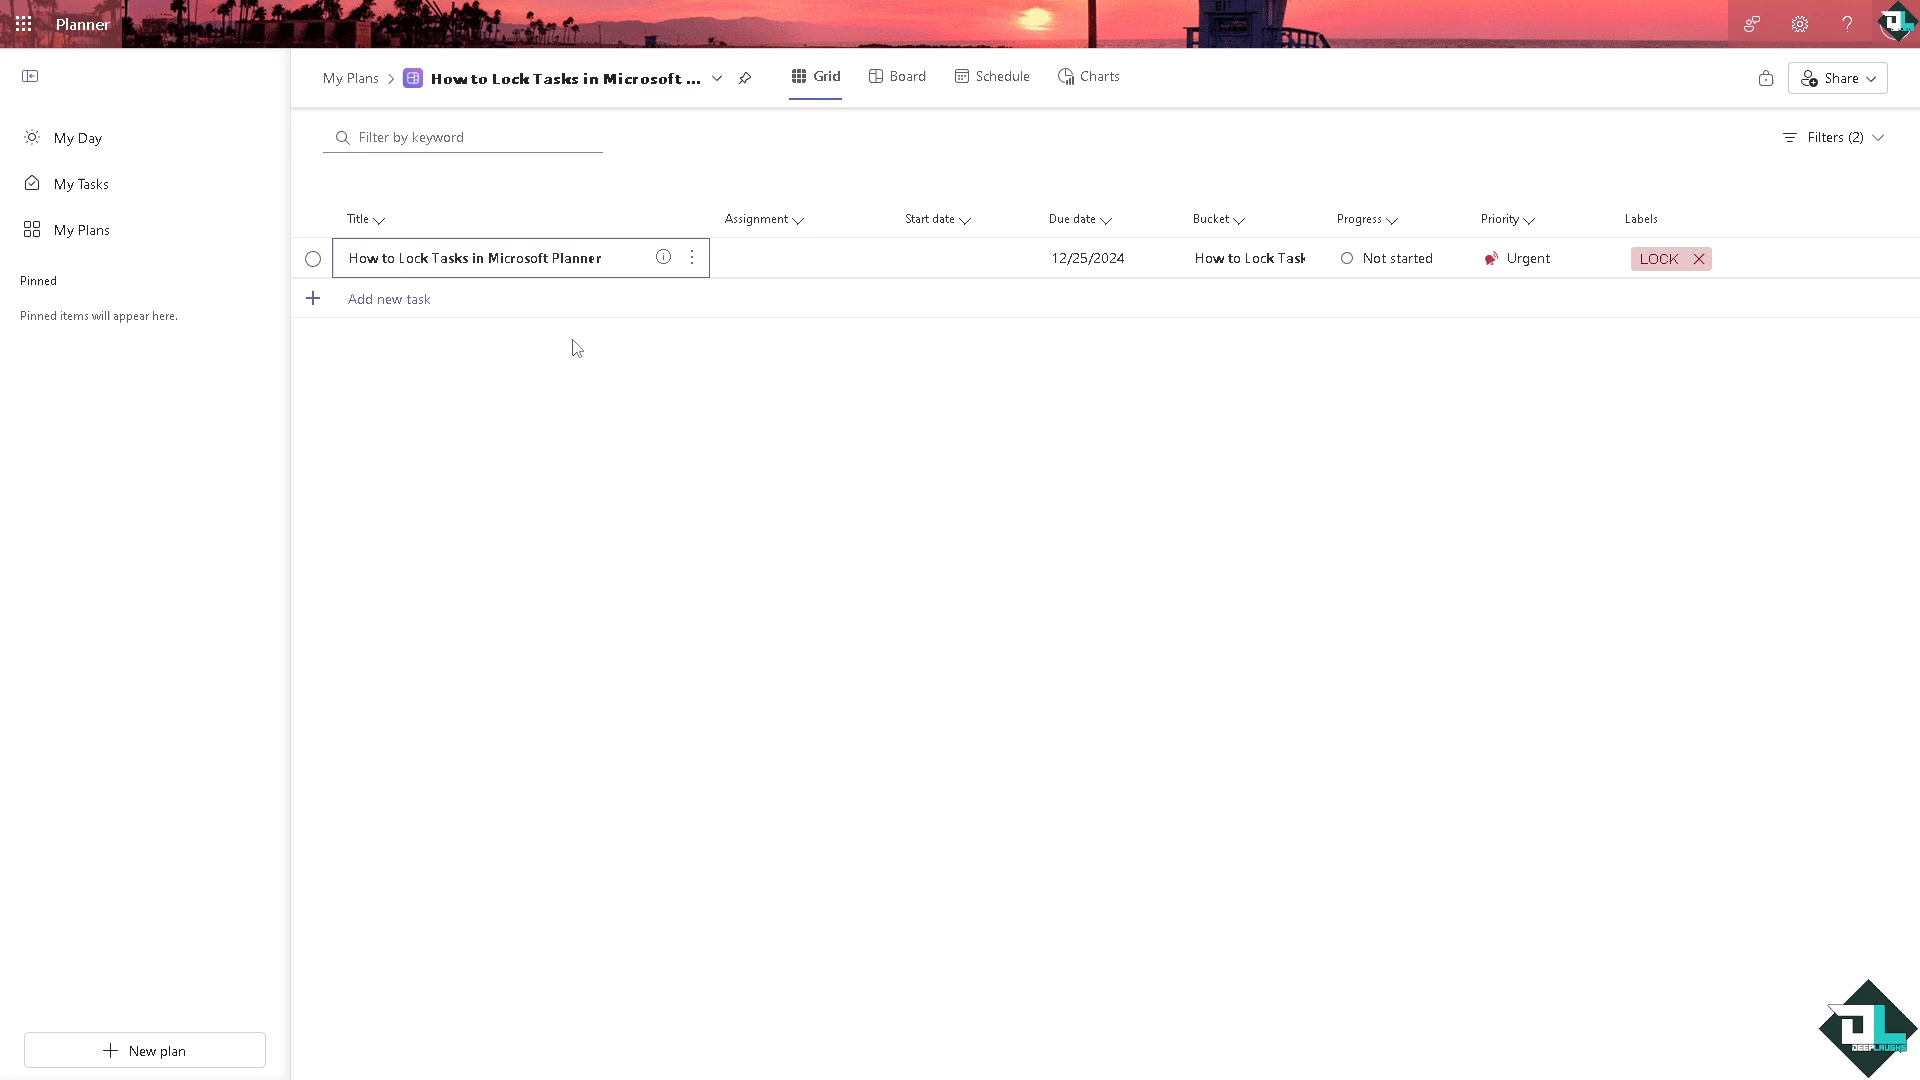 Planner
My Plans
How to Lock Tasks in Microsoft ...
Grid
Board
Schedule
Charts
Share
My Day
My Tasks
My Plans
Pinned
Pinned items will appear here.
Filter by keyword
Filters (2)
Title
Assignment
Start date
Due date
Bucket
Progress
Priority
Labels
How to Lock Tasks in Microsoft Planner
12/25/2024
How to Lock Task
Not started
Urgent
LOCK
Add new task
New plan
DL
DEEPLAUGHS